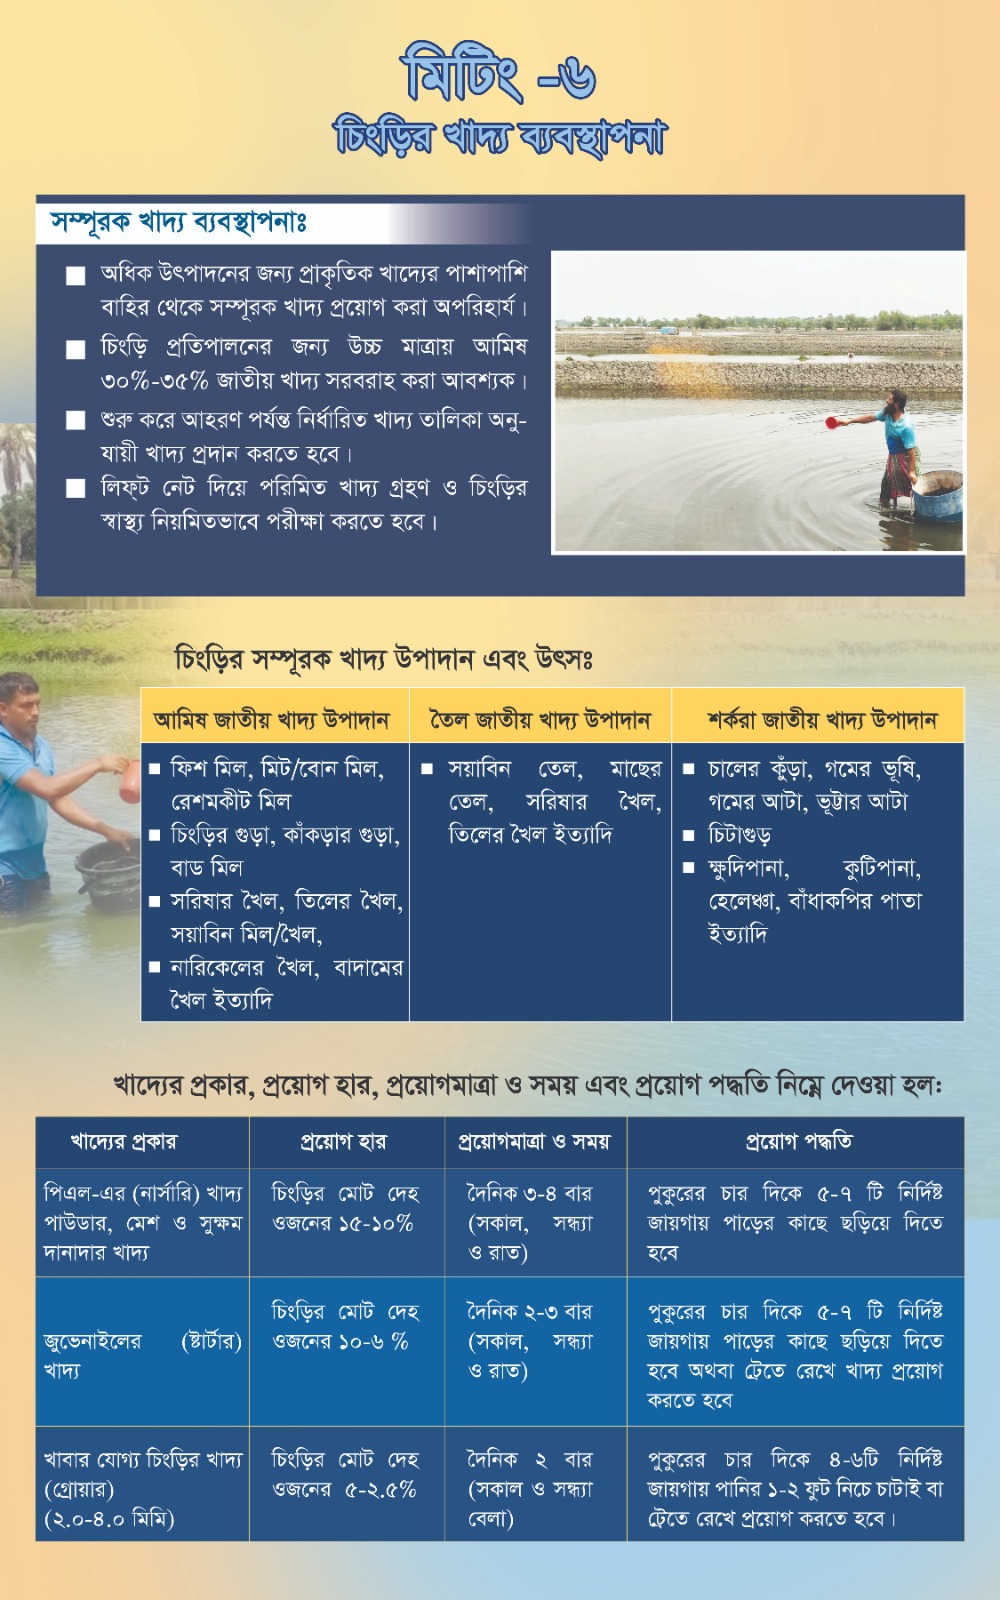 মিটিং -৬
চিংড়ির খাদ্য ব্যবস্থাপনা
সম্পূরক খাদ্য ব্যবস্থাপনাঃ
অধিক উৎপাদনের জন্য প্রাকৃতিক খাদ্যের পাশাপাশি
বাহির থেকে সম্পূরক খাদ্য প্রয়োগ করা অপরিহার্য।
চিংড়ি প্রতিপালনের জন্য উচ্চ মাত্রায় আমিষ
৩০%-৩৫% জাতীয় খাদ্য সরবরাহ করা আবশ্যক।
শুরু করে আহরণ পর্যন্ত নির্ধারিত খাদ্য তালিকা অনু-
যায়ী খাদ্য প্রদান করতে হবে।
লিফ্ট নেট দিয়ে পরিমিত খাদ্য গ্রহণ ও চিংড়ির
স্বাস্থ্য নিয়মিতভাবে পরীক্ষা করতে হবে।
চিংড়ির সম্পূরক খাদ্য উপাদান এবং উৎসঃ
আমিষ জাতীয় খাদ্য উপাদান
ফিশ মিল, মিট/বোন মিল,
রেশমকীট মিল
চিংড়ির গুড়া, কাঁকড়ার গুড়া,
বাড মিল
সরিষার খৈল, তিলের খৈল,
সয়াবিন মিল/খৈল,
নারিকেলের খৈল, বাদামের
খৈল ইত্যাদি
তৈল জাতীয় খাদ্য উপাদান
সয়াবিন তেল, মাছের
তেল, সরিষার খৈল,
তিলের খৈল ইত্যাদি
শর্করা জাতীয় খাদ্য উপাদান
চালের কুঁড়া, গমের ভূষি,
গমের আটা, ভূট্টার আটা
চিটাগুড়
ক্ষুদিপানা, কুটিপানা,
হেলেঞ্চা, বাঁধাকপির পাতা
ইত্যাদি
খাদ্যের প্রকার, প্রয়োগ হার, প্রয়োগমাত্রা ও সময় এবং প্রয়োগ পদ্ধতি নিম্নে দেওয়া হল:
খাদ্যের প্রকার
প্রয়োগ হার
প্রয়োগমাত্রা ও সময়
প্রয়োগ পদ্ধতি
পিএল-এর (নার্সারি) খাদ্য
পাউডার, মেশ ও সুক্ষম
দানাদার খাদ্য
চিংড়ির মোট দেহ
ওজনের ১৫-১০%
দৈনিক ৩-৪ বার
(সকাল, সন্ধ্যা
ও রাত)
পুকুরের চার দিকে ৫-৭ টি নির্দিষ্ট
জায়গায় পাড়ের কাছে ছড়িয়ে দিতে
হবে
জুভেনাইলের (ষ্টার্টার)
খাদ্য
চিংড়ির মোট দেহ
ওজনের ১০-৬ %
দৈনিক ২-৩ বার
(সকাল, সন্ধ্যা
ও রাত)
পুকুরের চার দিকে ৫-৭ টি নির্দিষ্ট
জায়গায় পাড়ের কাছে ছড়িয়ে দিতে
হবে অথবা ট্রেতে রেখে খাদ্য প্রয়োগ
করতে হবে
খাবার যোগ্য চিংড়ির খাদ্য
(গ্রোয়ার)
(২.০-৪.০ মিমি)
চিংড়ির মোট দেহ
ওজনের ৫-২.৫%
দৈনিক ২ বার
(সকাল ও সন্ধ্যা
বেলা)
পুকুরের চার দিকে ৪-৬টি নির্দিষ্ট
জায়গায় পানির ১-২ ফুট নিচে চাটাই বা
ট্রেতে রেখে প্রয়োগ করতে হবে।